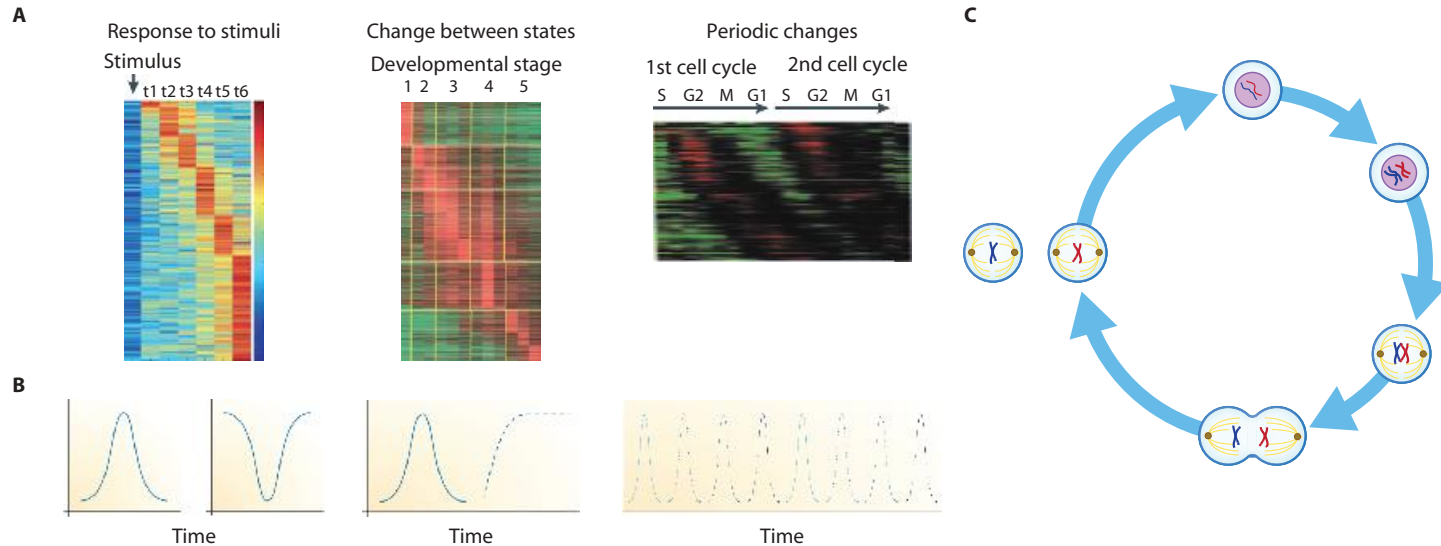 A
Response to stimuli
Stimulus
t1 t2 t3 t4 t5 t6
Change between states
Developmental stage
1 2 3 4 5
Periodic changes
1st cell cycle 2nd cell cycle
S G2 M G1 S G2 M G1
B
Time
Time
Time
C